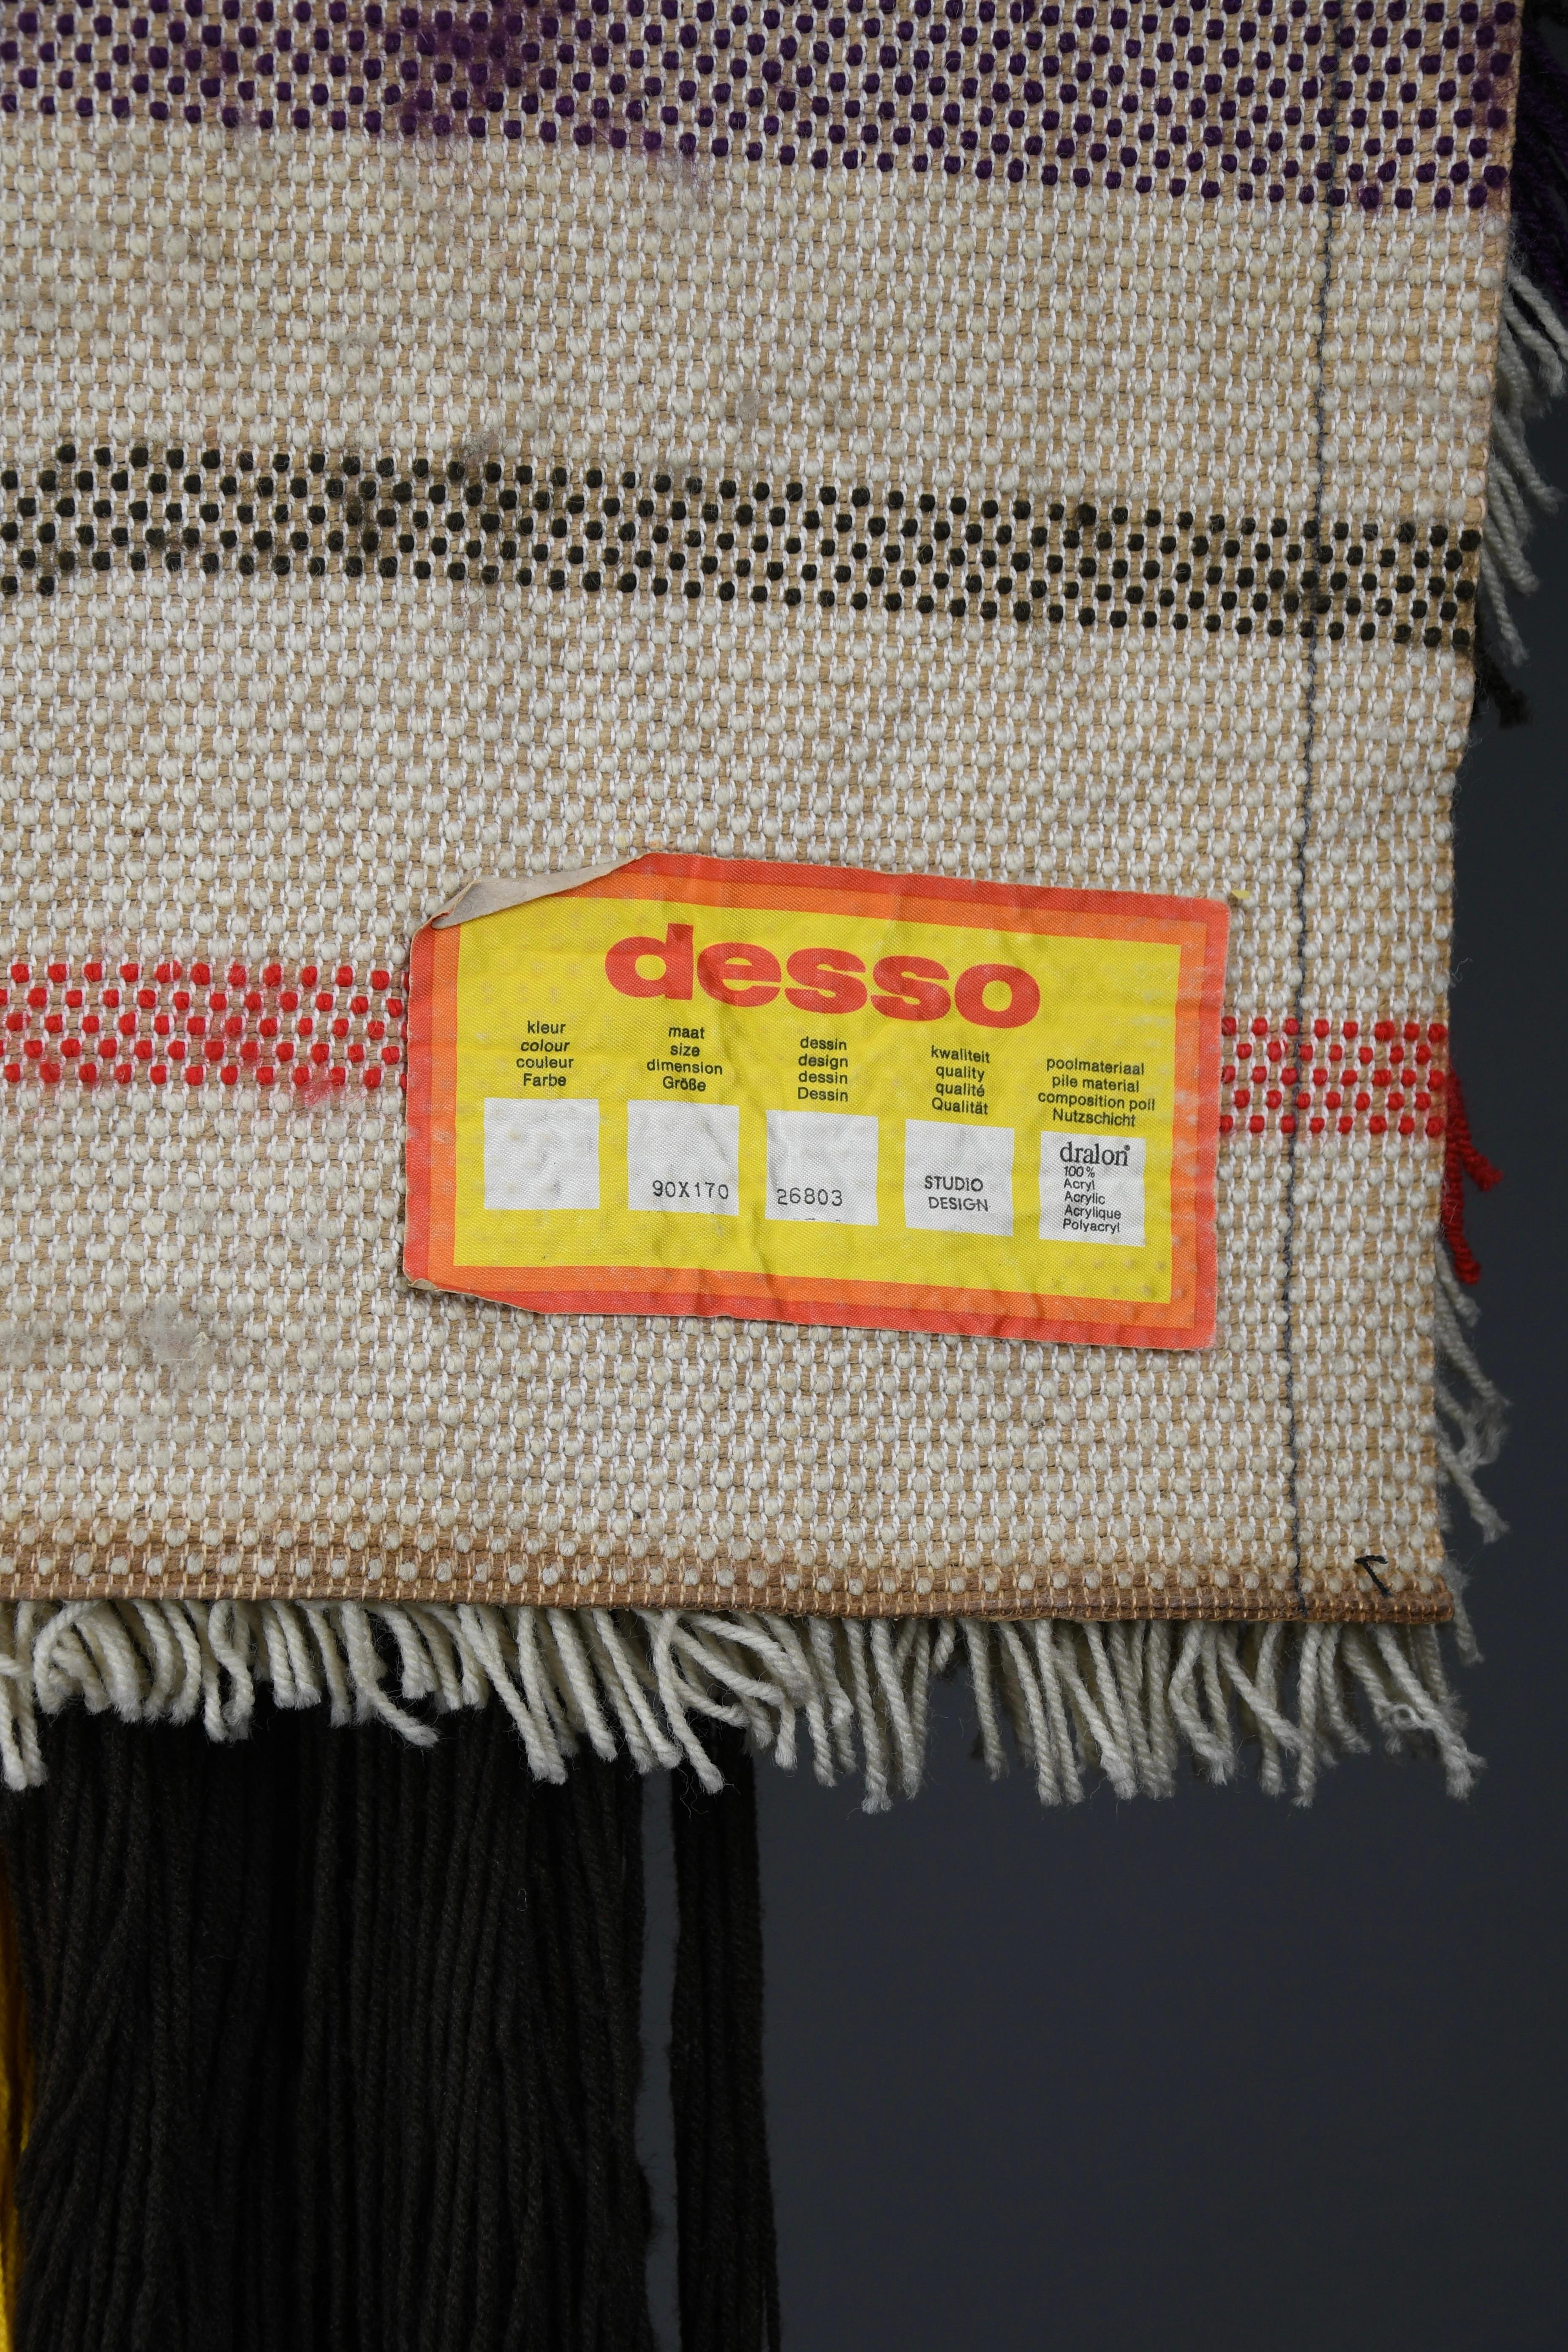 desso
kleur
colour
couleur
Farbe
maat
size
dimension
Größe
90X170
dessin
design
dessin
Dessin
26803
kwaliteit
quality
qualité
Qualität
STUDIO
DESIGN
poolmateriaal
pile material
composition poil
Nutzschicht
dralon®
100%
Acryl
Acrylic
Acrylique
Polyacryl